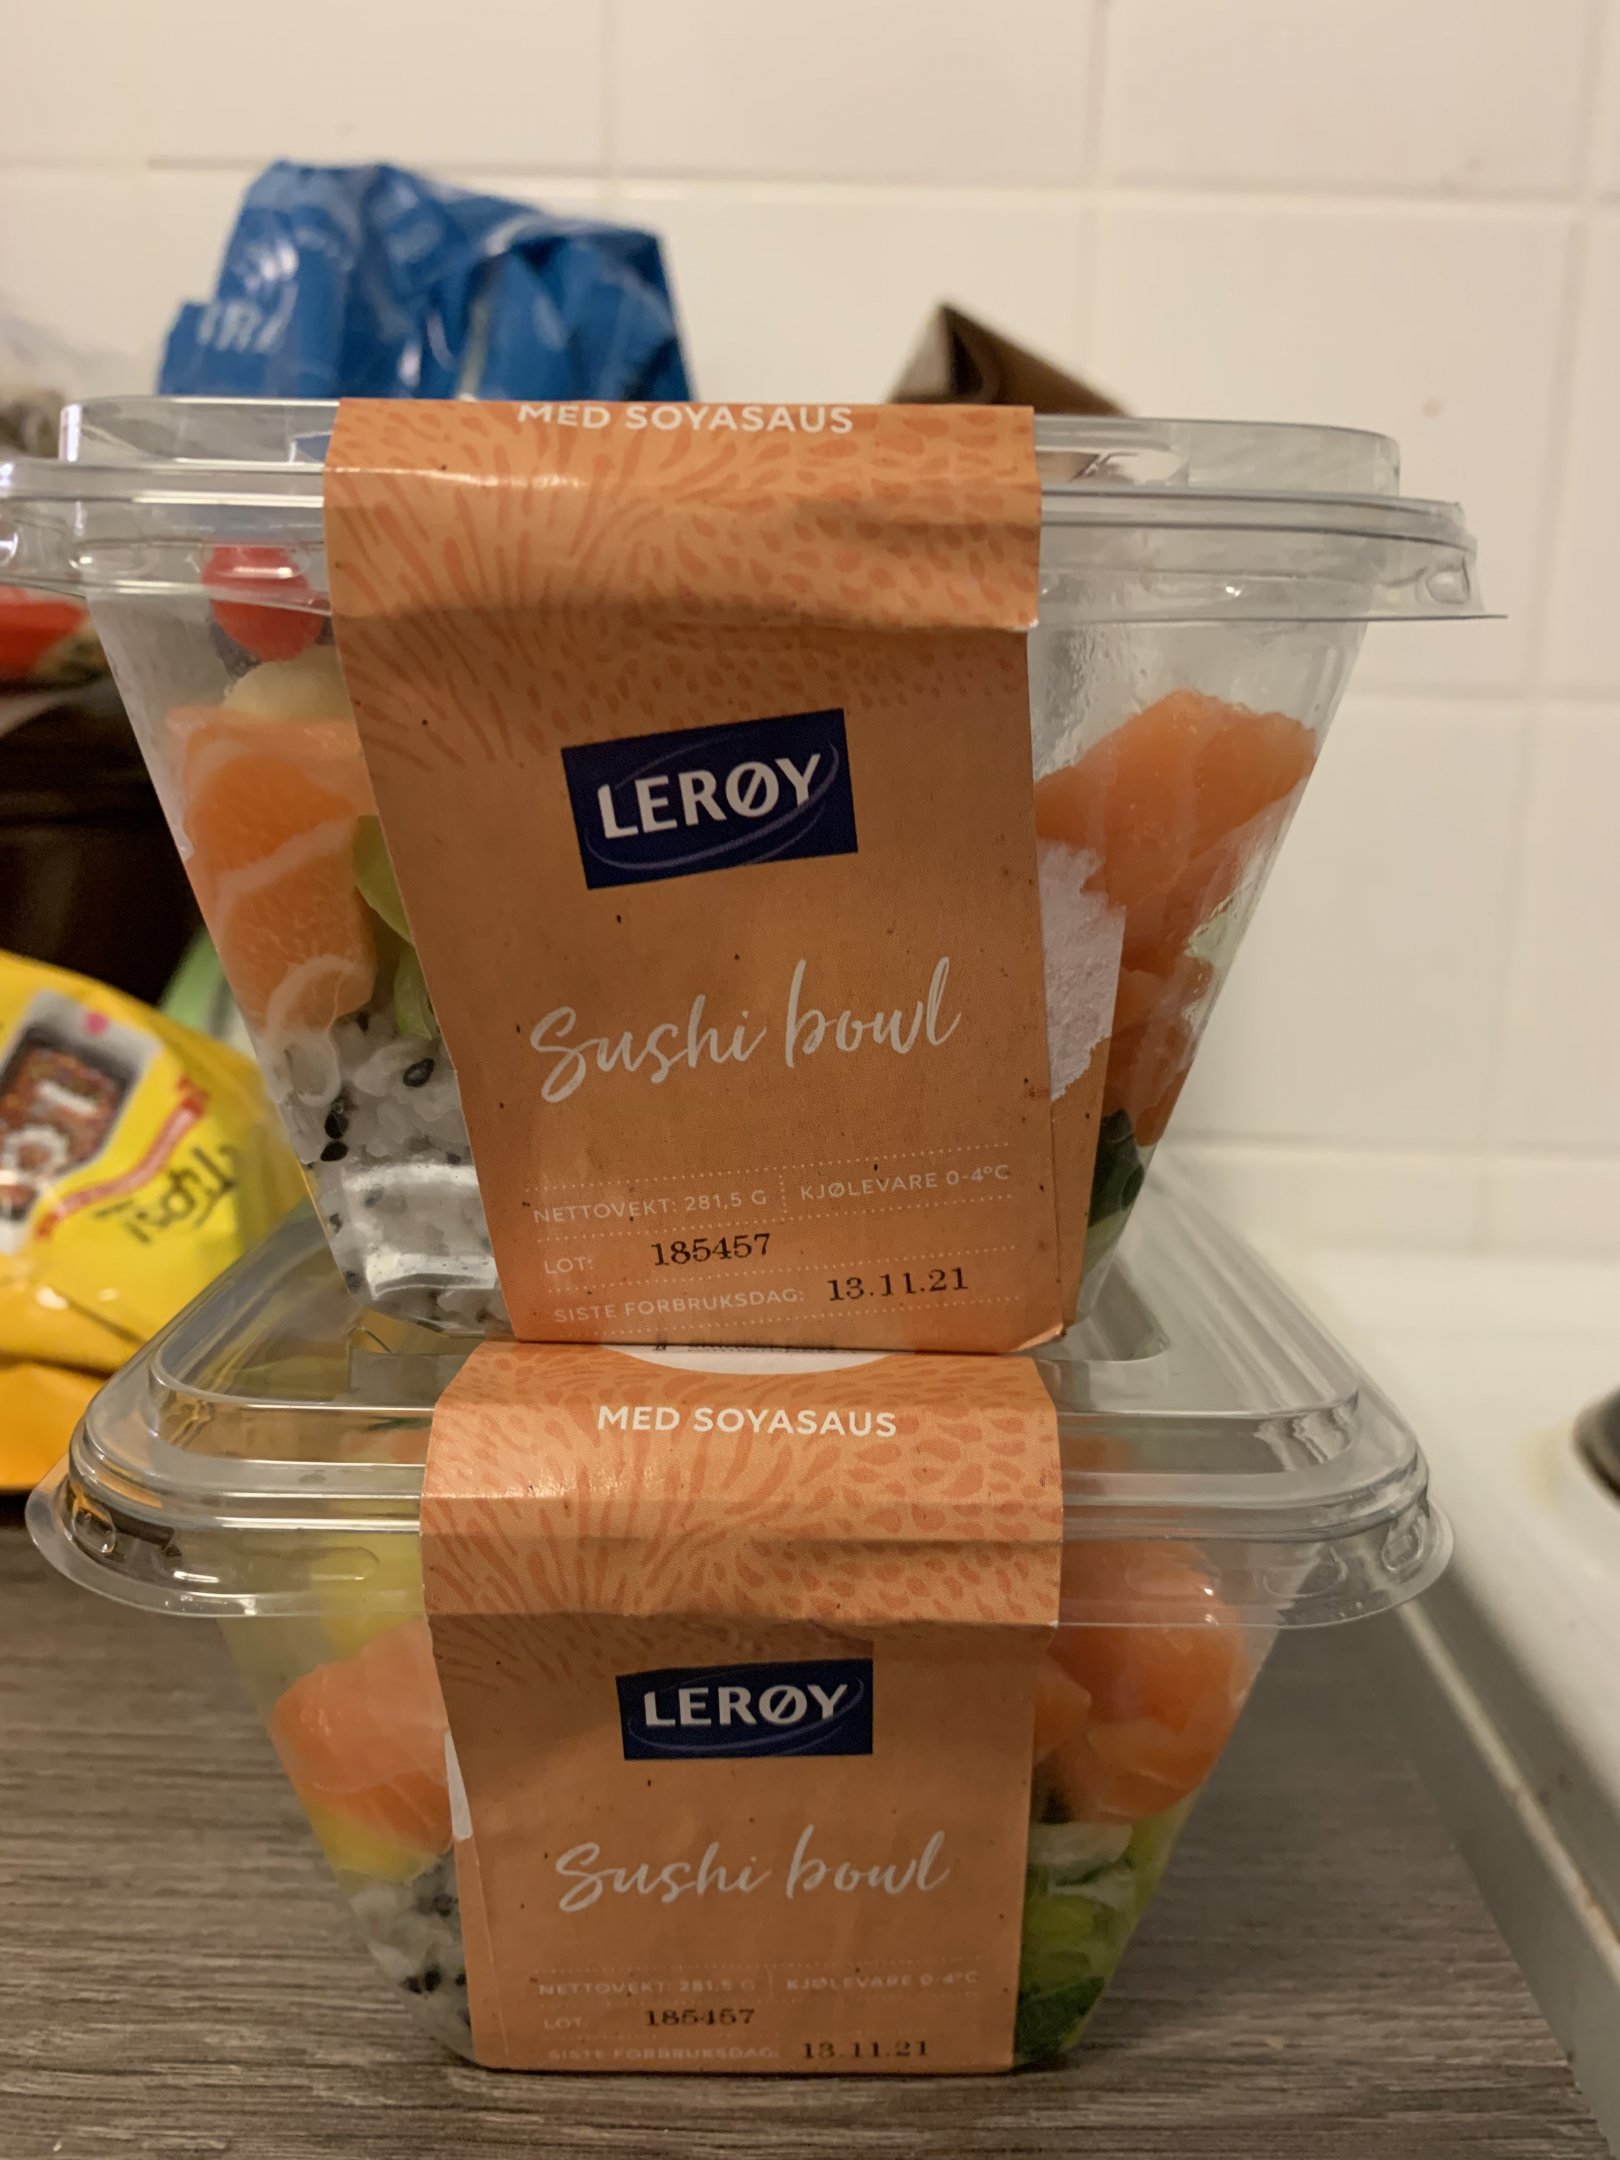 MED SOYASAUS
LERØY
Sushi bowl
NETTOVEKT: 281,5 G KJØLEVARE 0-4°C
LOT: 185457
SISTE FORBRUKSDAG: 13.11.21
MED SOYASAUS
LERØY
Sushi bowl
NETTOVEKT: 281,5 G KJØLEVARE 0-4°C
LOT: 185457
SISTE FORBRUKSDAG: 13.11.21